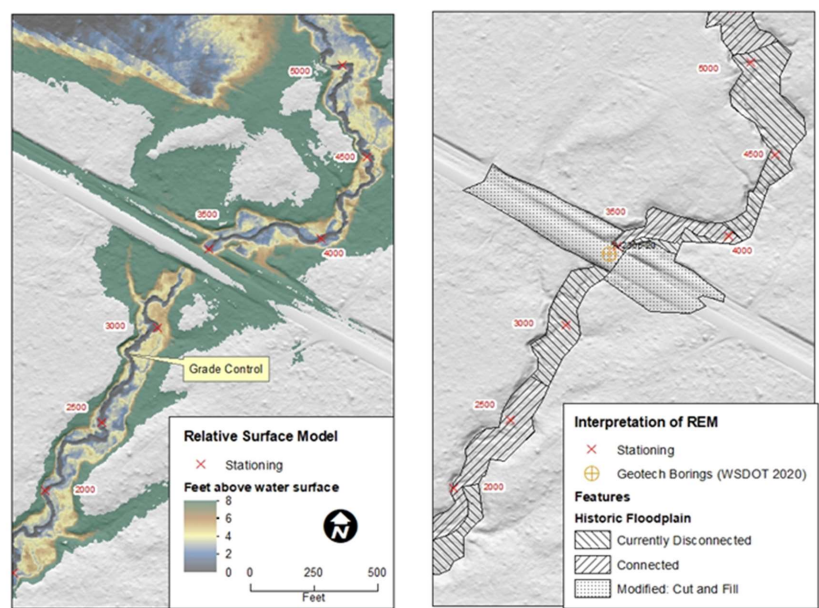 5000
4500
3500
4000
3000
Grade Control
2500
2000
Relative Surface Model
Stationing
Feet above water surface
8
6
4
2
0
N
0 250 500
Feet
5000
4500
3500
4000
3000
2500
2000
Interpretation of REM
Stationing
Geotech Borings (WSDOT 2020)
Features
Historic Floodplain
Currently Disconnected
Connected
Modified: Cut and Fill